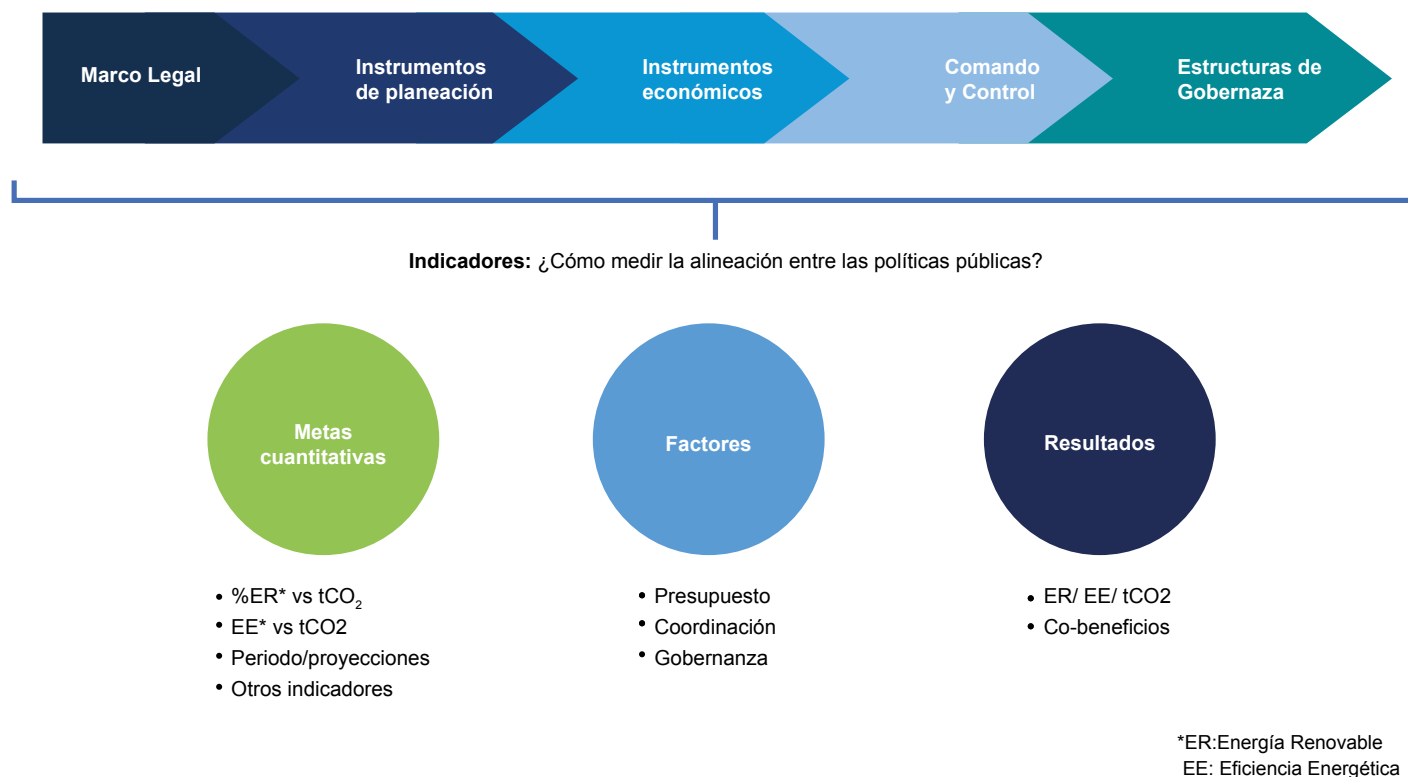 Marco Legal
Instrumentos
de planeación
Instrumentos
económicos
Comando
y Control
Estructuras de
Gobernaza
Indicadores: ¿Cómo medir la alineación entre las políticas públicas?
Metas
cuantitativas
• %ER* vs tCO₂
• EE* vs tCO2
• Periodo/proyecciones
• Otros indicadores
Factores
• Presupuesto
• Coordinación
• Gobernanza
Resultados
• ER/ EE/ tCO2
• Co-beneficios
*ER:Energía Renovable
EE: Eficiencia Energética